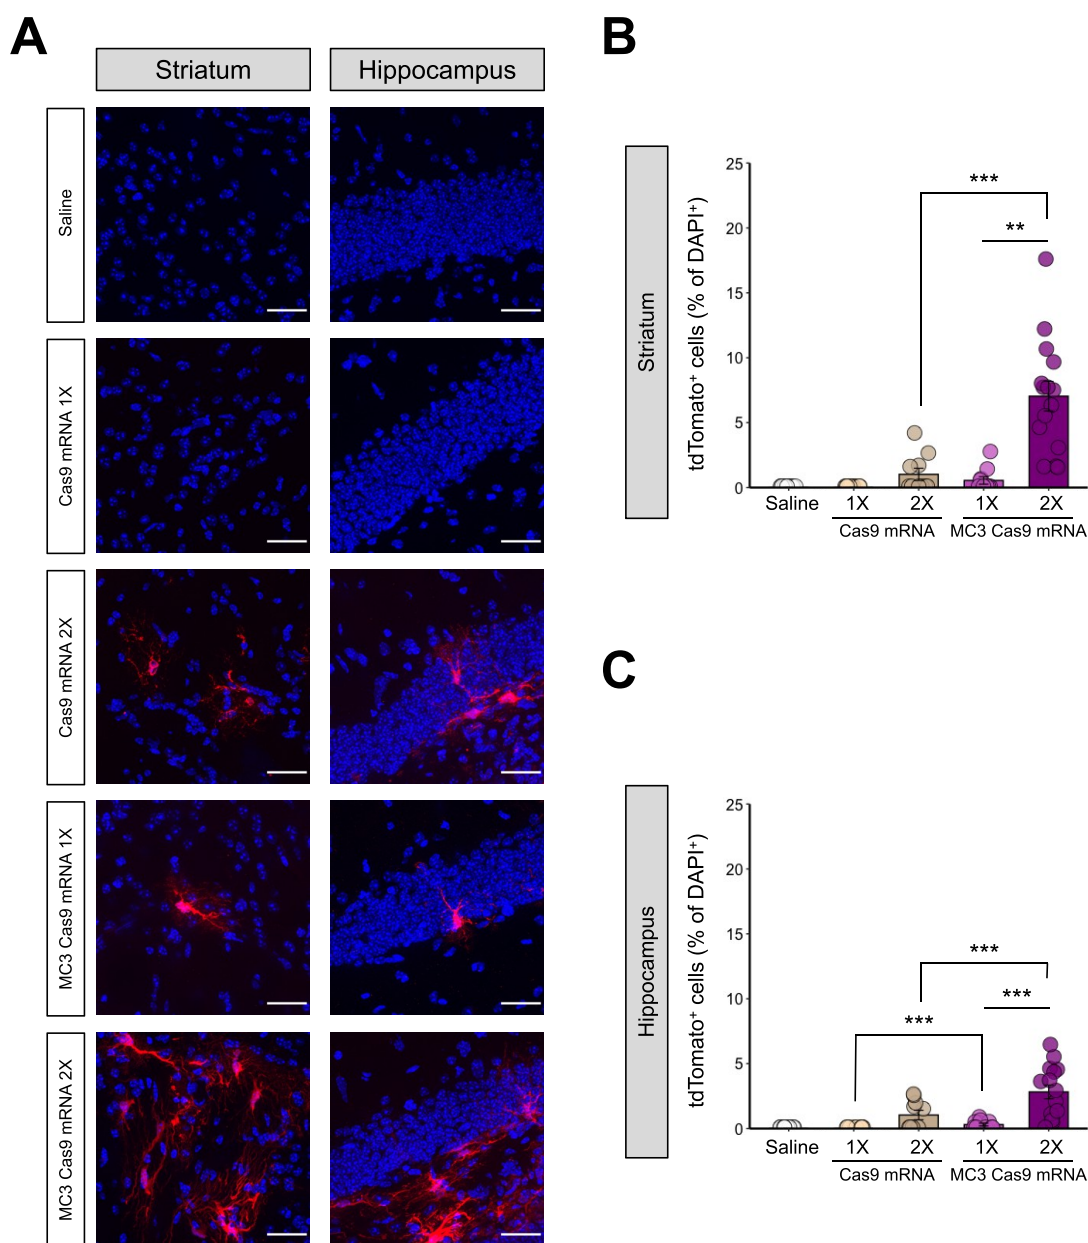 A
Striatum
Hippocampus
Saline
Cas9 mRNA 1X
Cas9 mRNA 2X
MC3 Cas9 mRNA 1X
MC3 Cas9 mRNA 2X
B
Striatum
tdTomato⁺ cells (% of DAPI⁺)
25
20
15
10
5
0
***
**
Saline
1X
2X
1X
2X
Cas9 mRNA
MC3 Cas9 mRNA
C
Hippocampus
tdTomato⁺ cells (% of DAPI⁺)
25
20
15
10
5
0
***
***
***
Saline
1X
2X
1X
2X
Cas9 mRNA
MC3 Cas9 mRNA